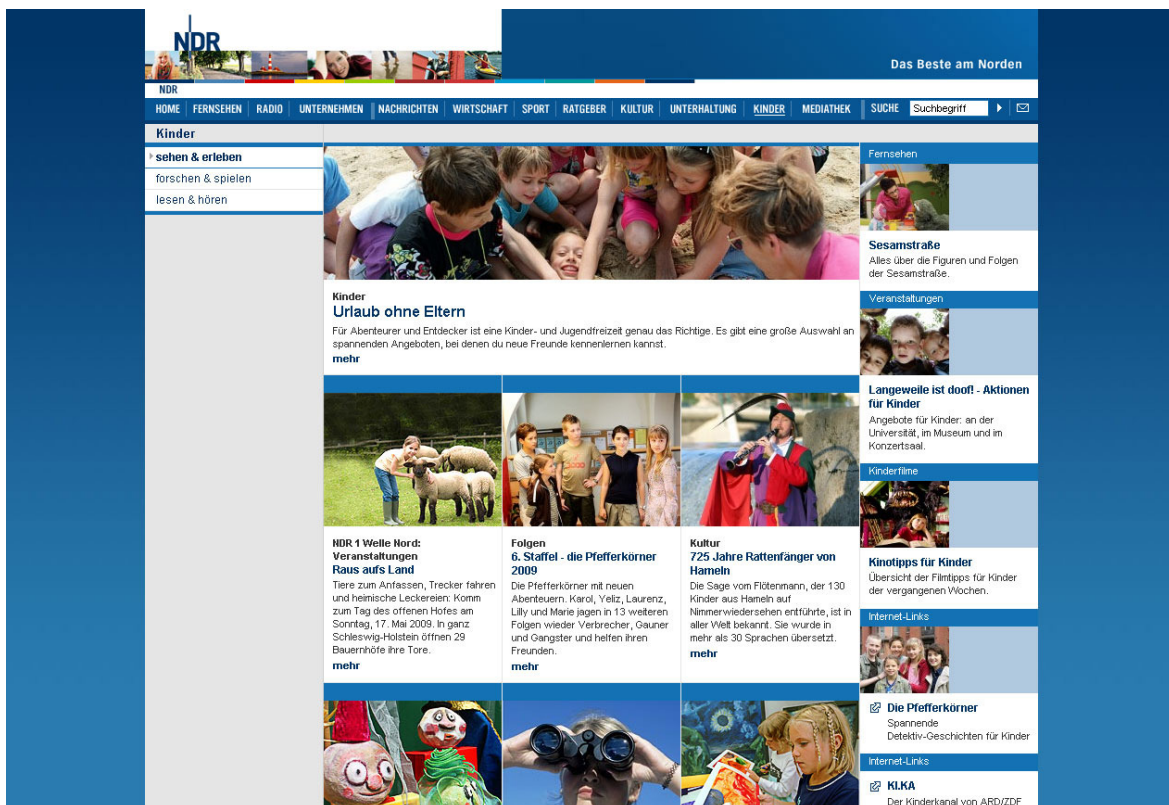 NDR
Das Beste am Norden
NDR
HOME FERNSEHEN RADIO UNTERNEHMEN NACHRICHTEN WIRTSCHAFT SPORT RATGEBER KULTUR UNTERHALTUNG KINDER MEDIATHEK SUCHE Suchbegriff
Kinder
sehen & erleben
forschen & spielen
lesen & hören
Kinder
Urlaub ohne Eltern
Für Abenteurer und Entdecker ist eine Kinder- und Jugendfreizeit genau das Richtige. Es gibt eine große Auswahl an
spannenden Angeboten, bei denen du neue Freunde kennenlernen kannst.
mehr
NDR 1 Welle Nord:
Veranstaltungen
Raus aufs Land
Tiere zum Anfassen, Trecker fahren
und heimische Leckereien: Komm
zum Tag des offenen Hofes am
Sonntag, 17. Mai 2009. In ganz
Schleswig-Holstein öffnen 29
Bauernhöfe ihre Tore.
mehr
Folgen
6. Staffel - die Pfefferkörner
2009
Die Pfefferkörner mit neuen
Abenteuern. Karol, Yeliz, Laurenz,
Lilly und Marie jagen in 13 weiteren
Folgen wieder Verbrecher, Gauner
und Gangster und helfen ihren
Freunden.
mehr
Kultur
725 Jahre Rattenfänger von
Hameln
Die Sage vom Flötenmann, der 130
Kinder aus Hameln auf
Nimmerwiedersehen entführte, ist in
aller Welt bekannt. Sie wurde in
mehr als 30 Sprachen übersetzt.
mehr
Fernsehen
Sesamstraße
Alles über die Figuren und Folgen
der Sesamstraße.
Veranstaltungen
Langeweile ist doof! - Aktionen
für Kinder
Angebote für Kinder: an der
Universität, im Museum und im
Konzertsaal.
Kinderfilme
Kinotipps für Kinder
Übersicht der Filmtipps für Kinder
der vergangenen Wochen.
Internet-Links
Die Pfefferkörner
Spannende
Detektiv-Geschichten für Kinder
Internet-Links
KI.KA
Der Kinderkanal von ARD/ZDF